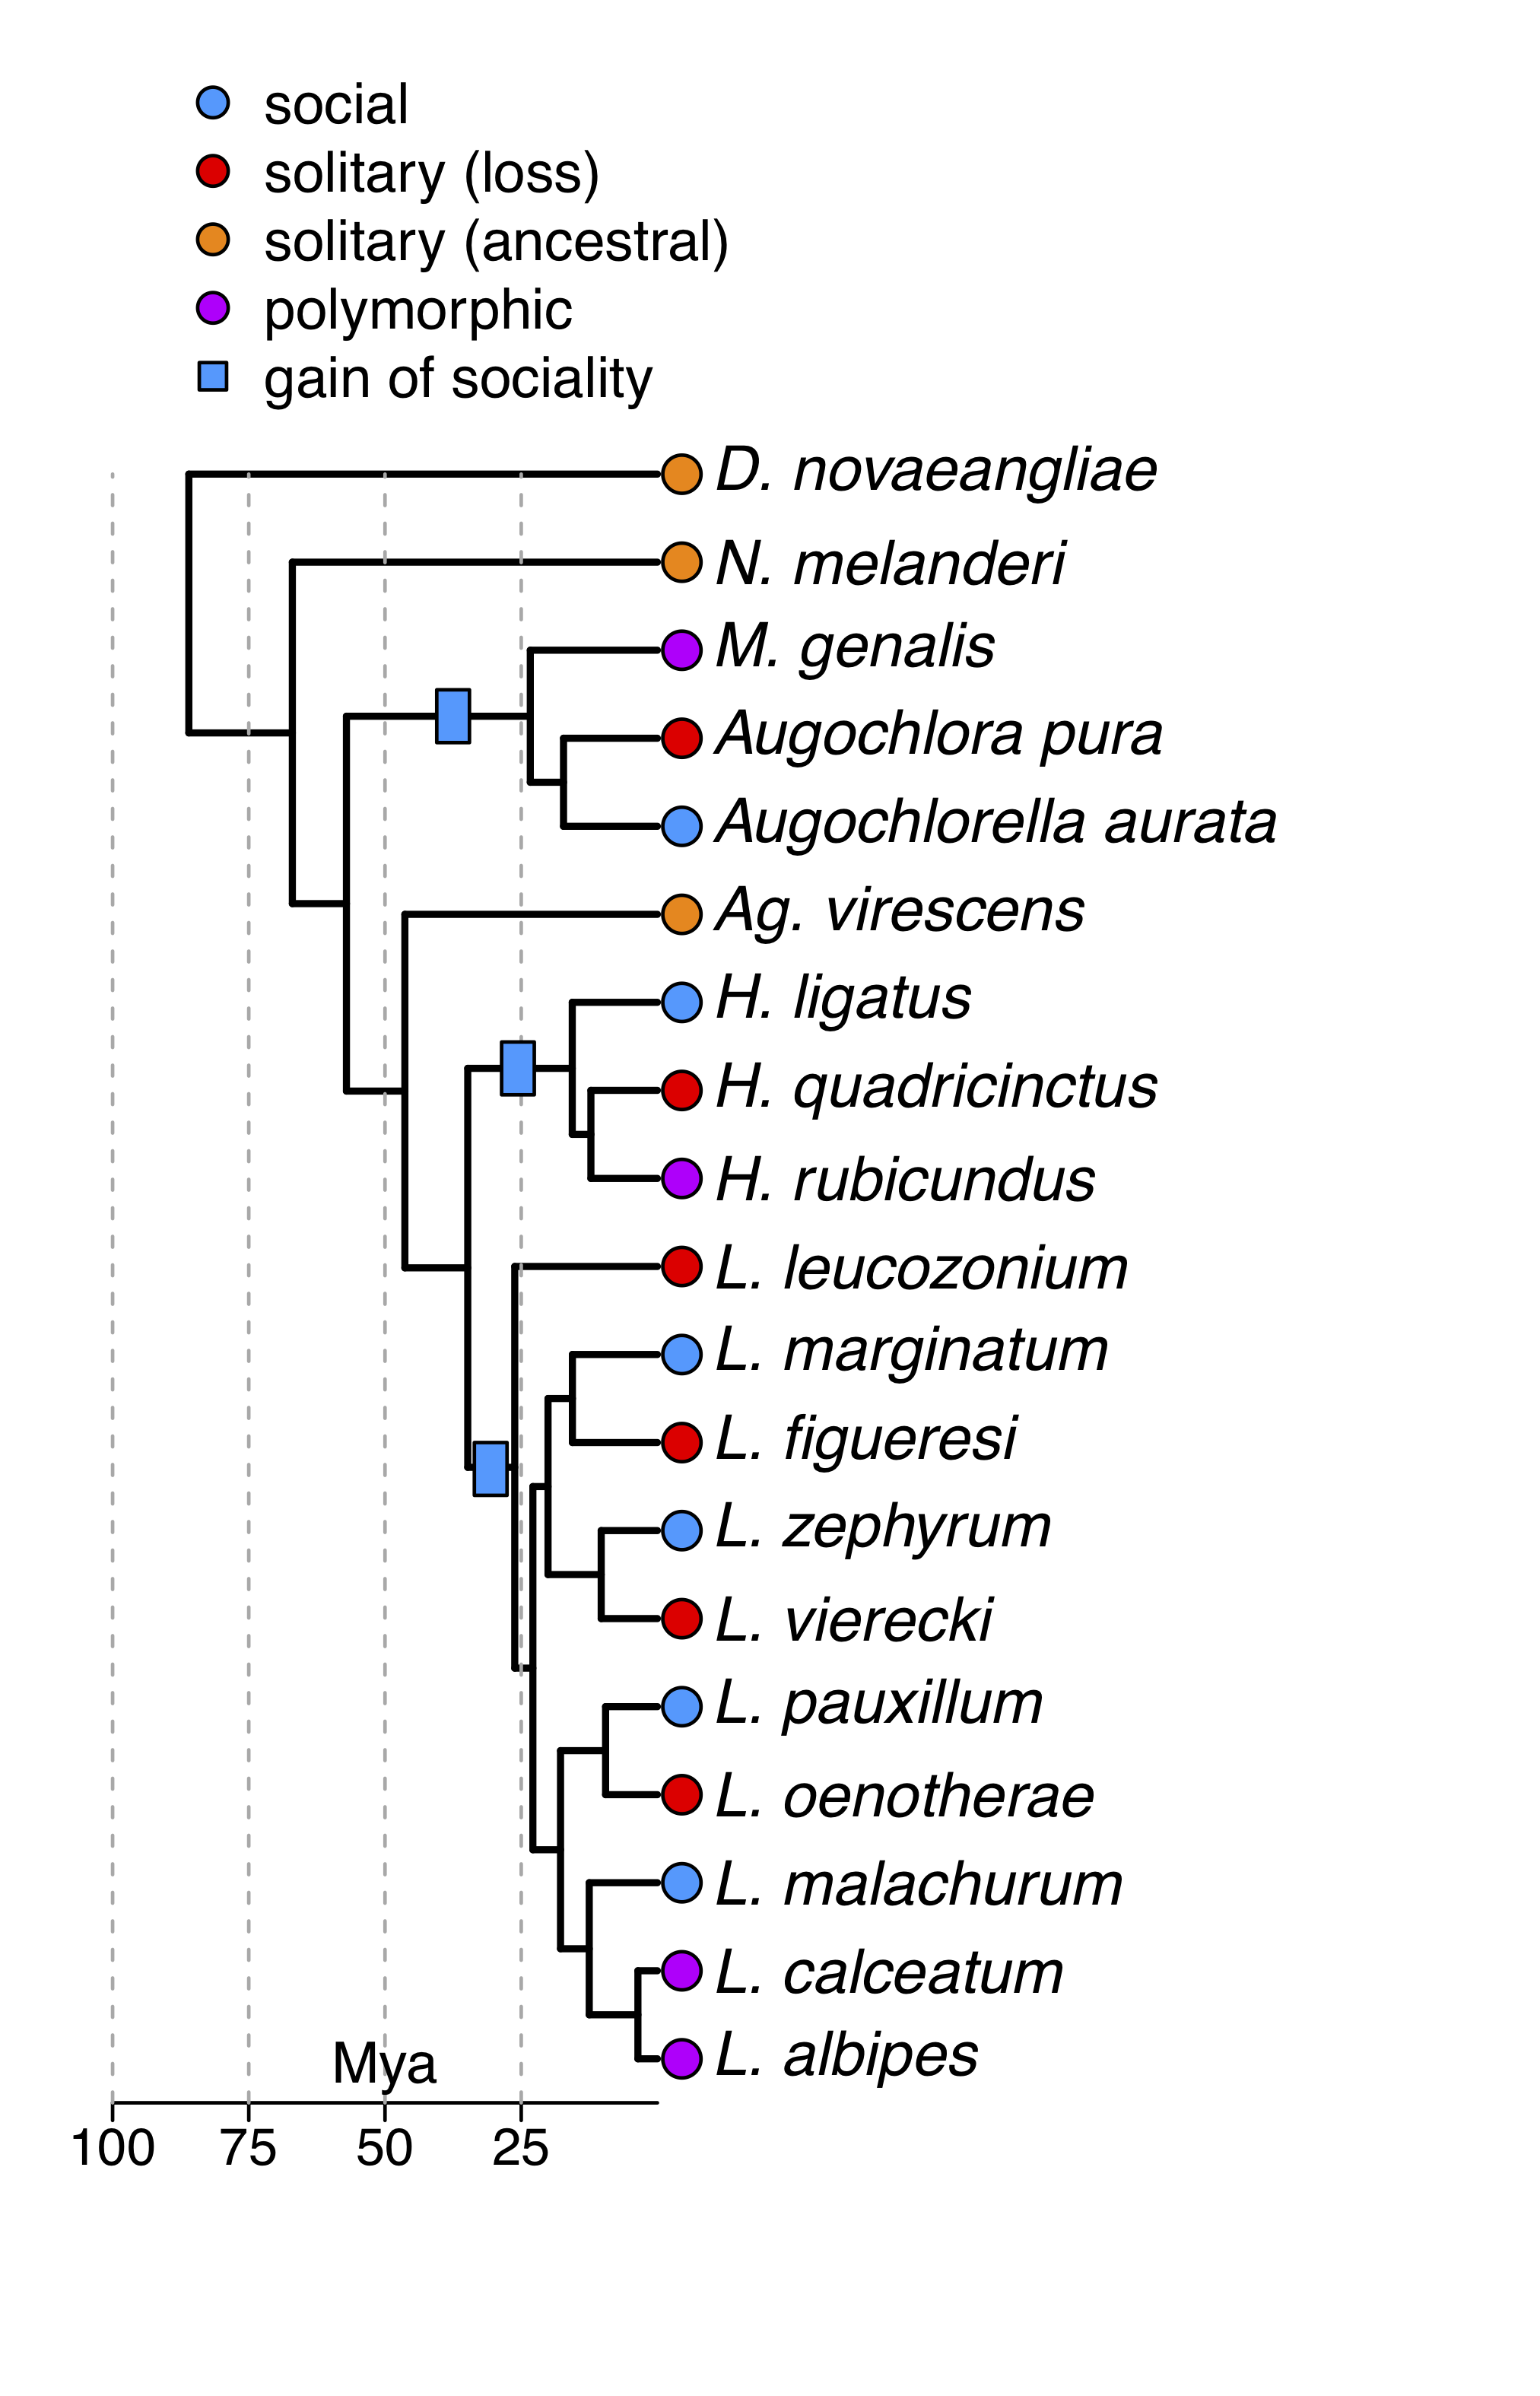 social
solitary (loss)
solitary (ancestral)
polymorphic
gain of sociality
D. novaeangliae
N. melanderi
M. genalis
Augochlora pura
Augochlorella aurata
Ag. virescens
H. ligatus
H. quadricinctus
H. rubicundus
L. leucozonium
L. marginatum
L. figueresi
L. zephyrum
L. vierecki
L. pauxillum
L. oenotherae
L. malachurum
L. calceatum
L. albipes
Mya
100 75 50 25